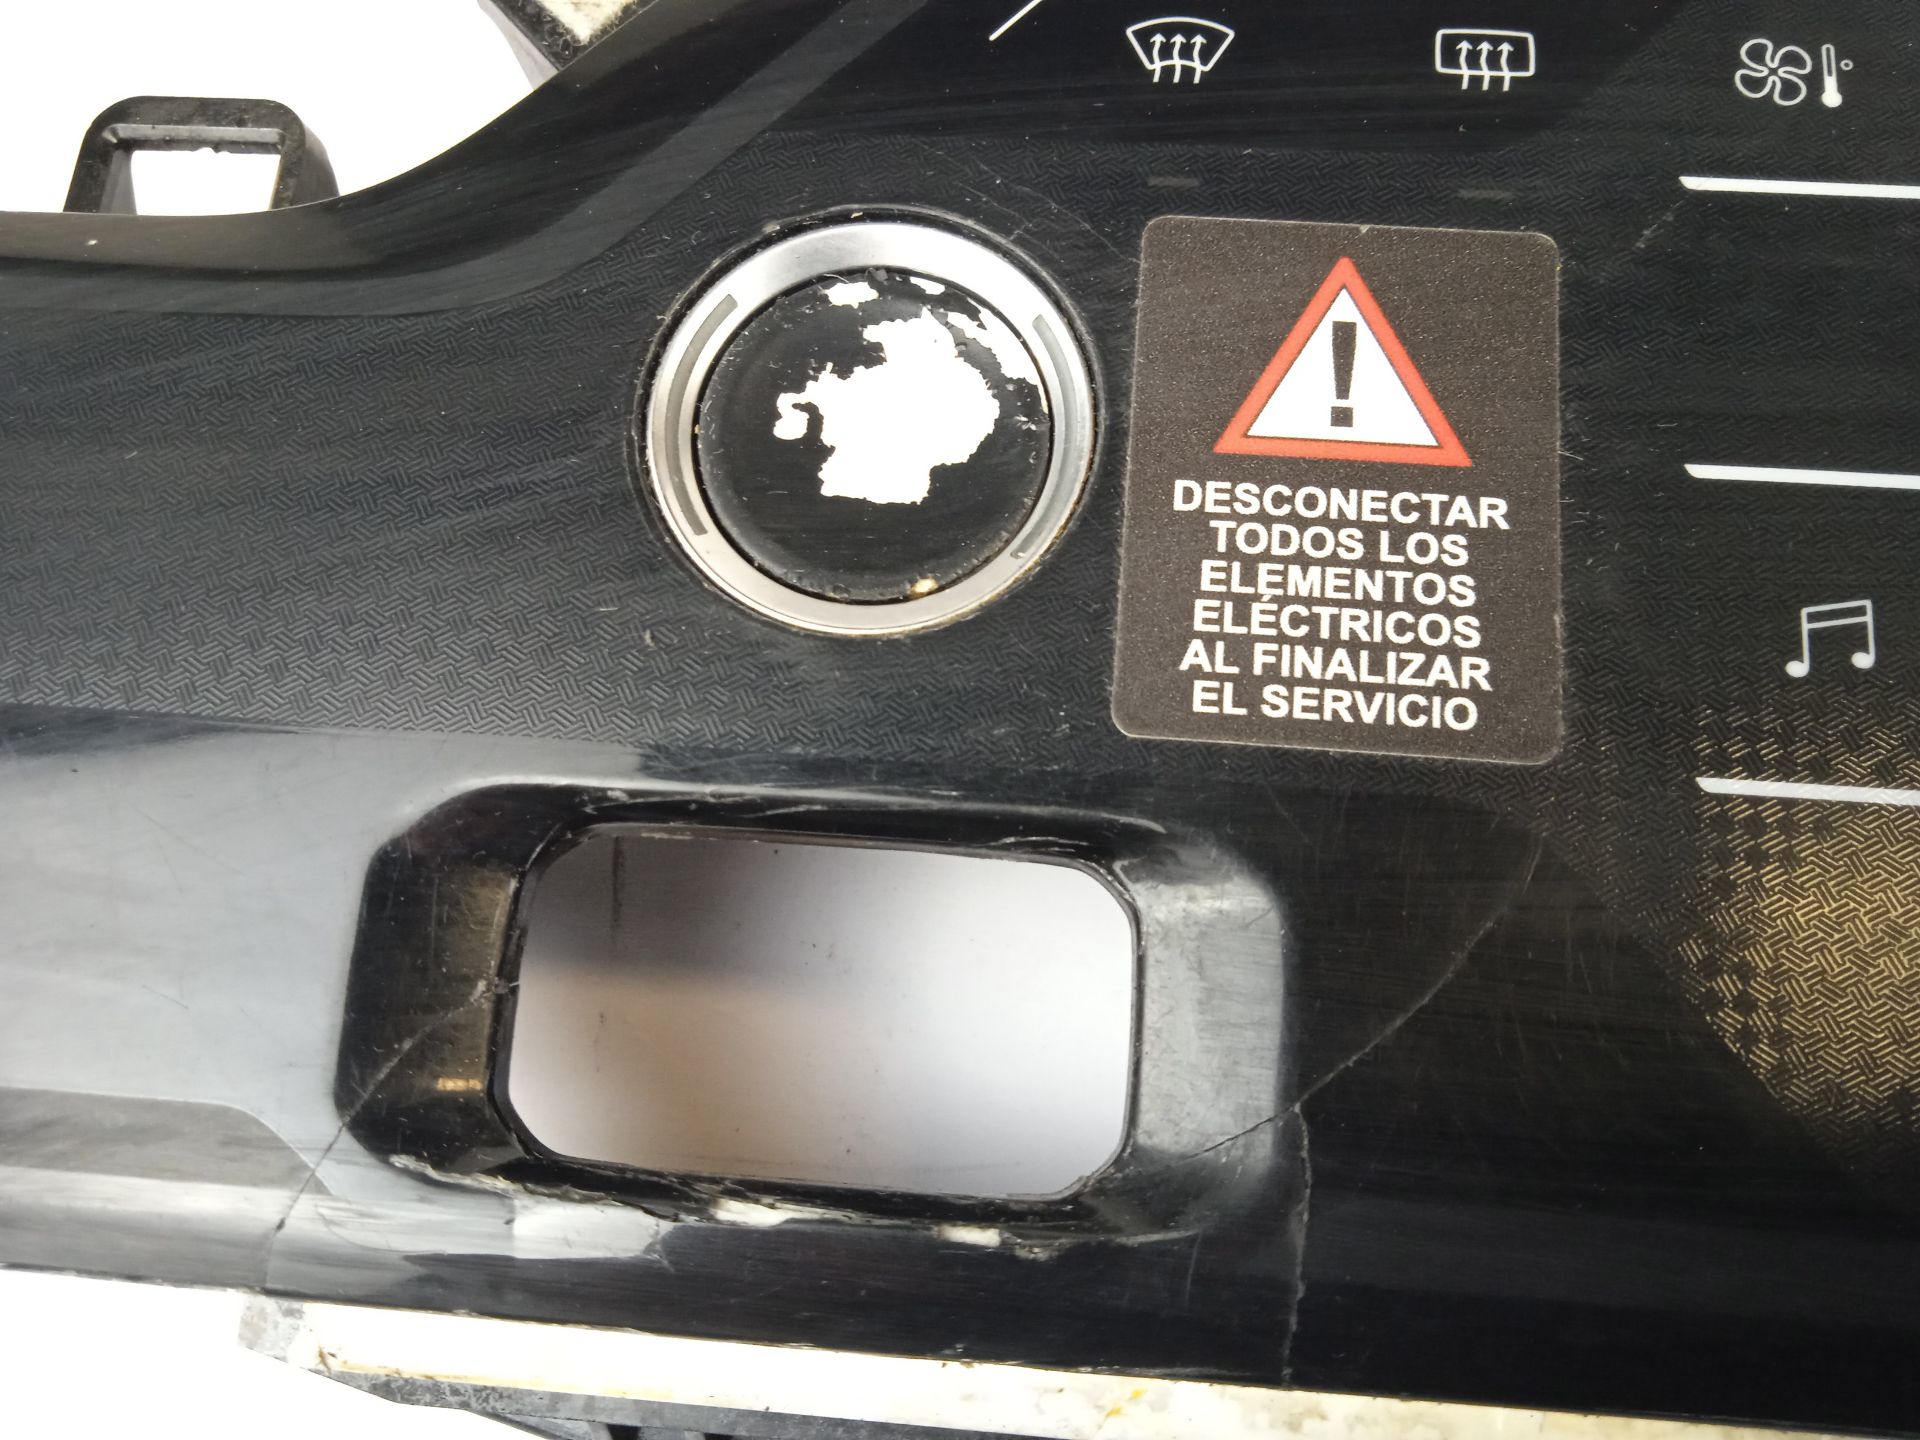 DESCONECTAR
TODOS LOS
ELEMENTOS
ELÉCTRICOS
AL FINALIZAR
EL SERVICIO